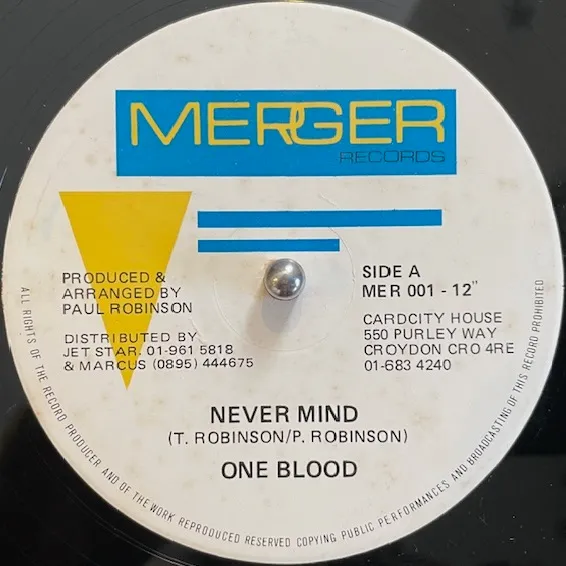 MERGER
RECORDS
PRODUCED &
ARRANGED BY
PAUL ROBINSON
DISTRIBUTED BY
JET STAR. 01-961 5818
& MARCUS (0895) 444675
SIDE A
MER 001 - 12"
CARDCITY HOUSE
550 PURLEY WAY
CROYDON CRO 4RE
01-683 4240
NEVER MIND
(T. ROBINSON/P. ROBINSON)
ONE BLOOD
ALL RIGHTS OF THE RECORD PRODUCER AND OF THE WORK REPRODUCED RESERVED COPYING PUBLIC PERFORMANCES AND BROADCASTING OF THIS RECORD PROHIBITED